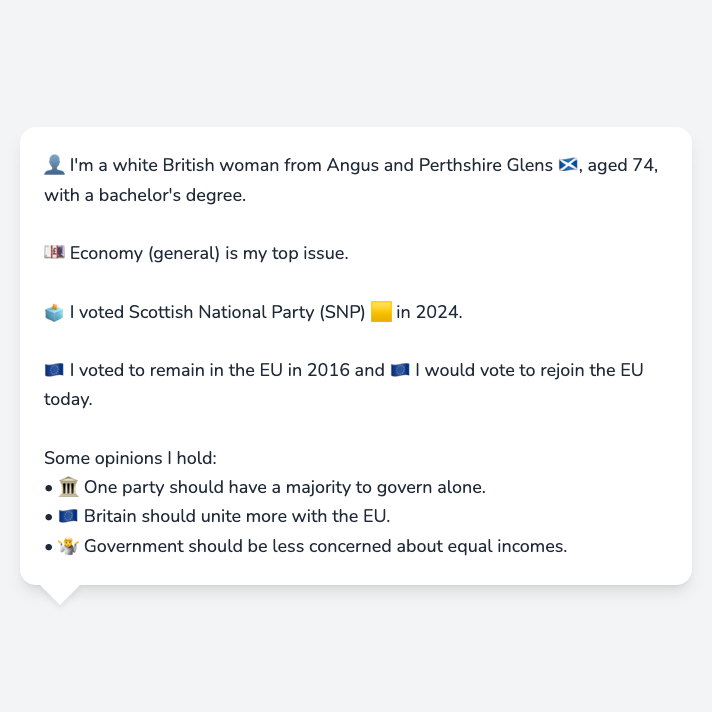 👤 I'm a white British woman from Angus and Perthshire Glens 🏴󠁧󠁢󠁳󠁣󠁴󠁿, aged 74,
with a bachelor's degree.
💷 Economy (general) is my top issue.
🗳️ I voted Scottish National Party (SNP) 🟨 in 2024.
🇪🇺 I voted to remain in the EU in 2016 and 🇪🇺 I would vote to rejoin the EU
today.
Some opinions I hold:
• 🏛️ One party should have a majority to govern alone.
• 🇪🇺 Britain should unite more with the EU.
• 🤷 Government should be less concerned about equal incomes.